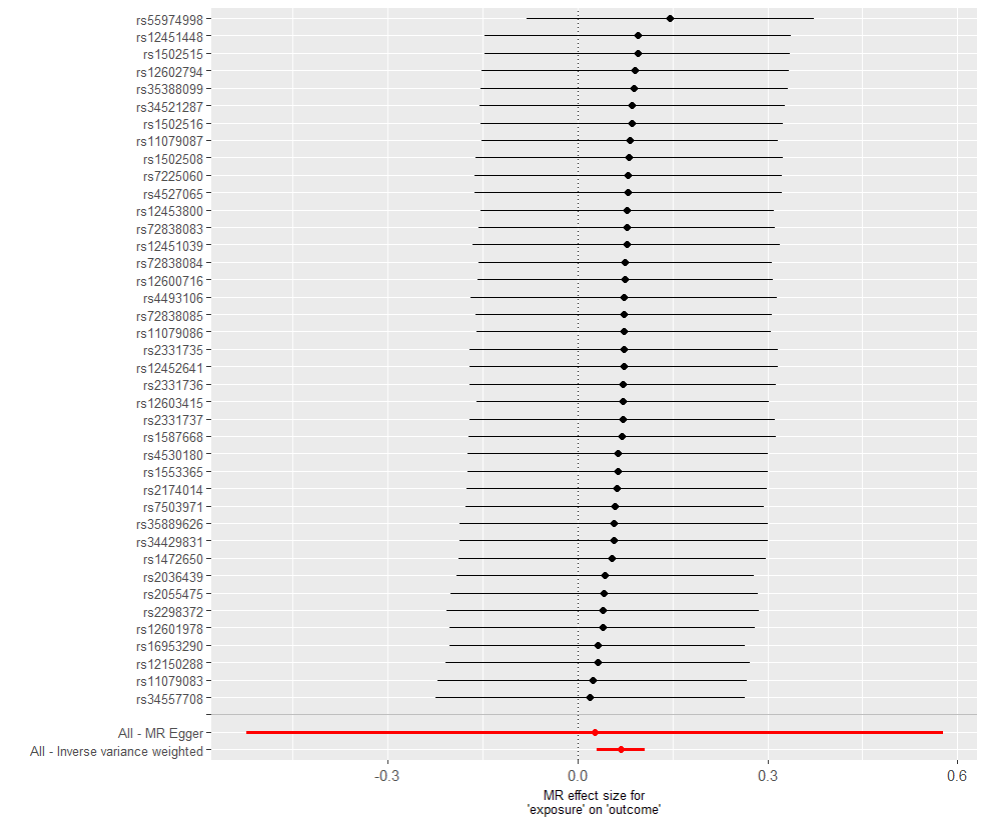 rs55974998
rs12451448
rs1502515
rs12602794
rs35388099
rs34521287
rs1502516
rs11079087
rs1502508
rs7225060
rs4527065
rs12453800
rs72838083
rs12451039
rs72838084
rs12600716
rs4493106
rs72838085
rs11079086
rs2331735
rs12452641
rs2331736
rs12603415
rs2331737
rs1587668
rs4530180
rs1553365
rs2174014
rs7503971
rs35889626
rs34429831
rs1472650
rs2036439
rs2055475
rs2298372
rs12601978
rs16953290
rs12150288
rs11079083
rs34557708
All - MR Egger
All - Inverse variance weighted
-0.3 0.0 0.3 0.6
MR effect size for
'exposure' on 'outcome'